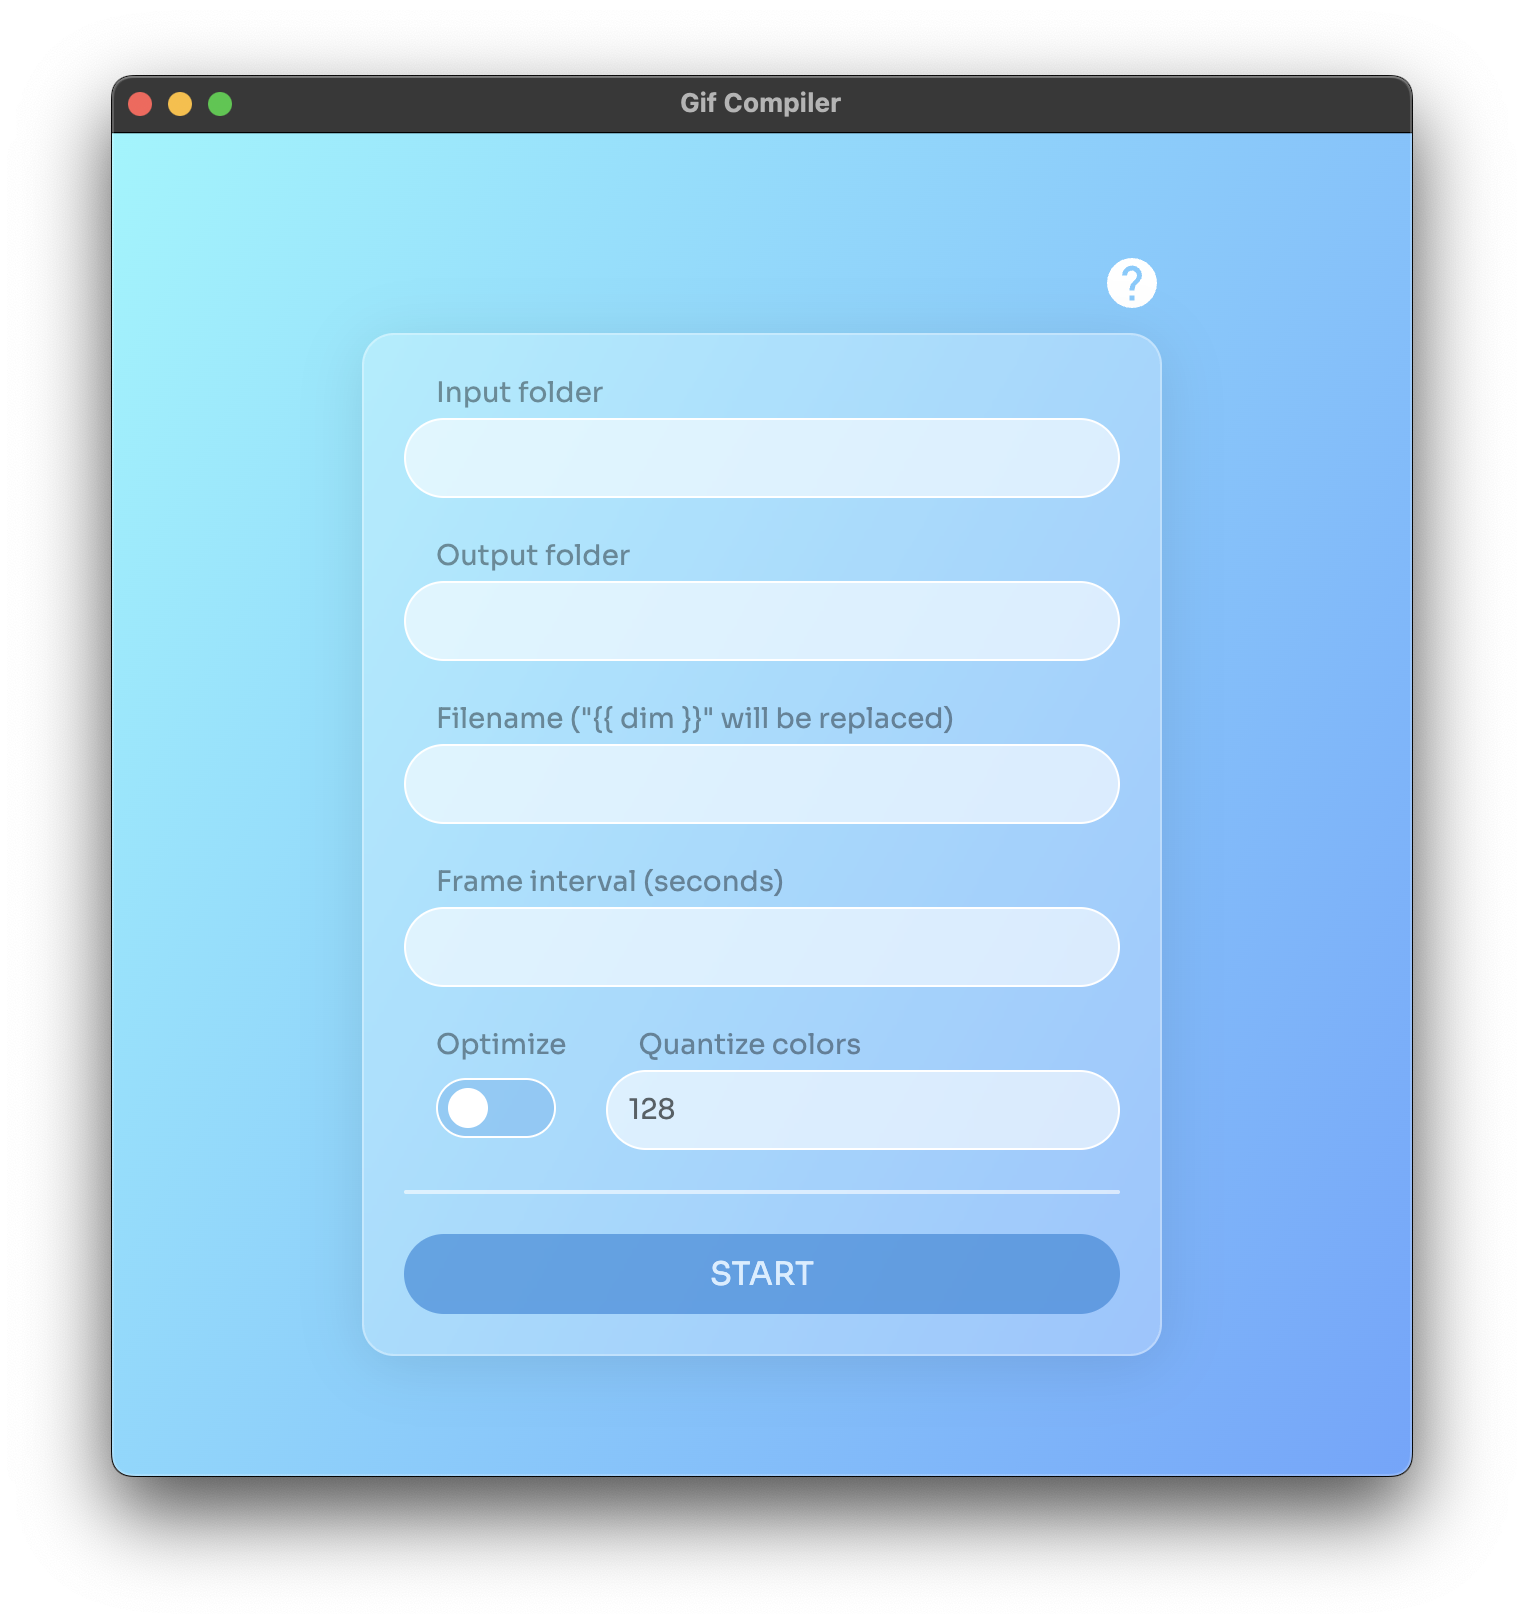 Gif Compiler
?
Input folder
Output folder
Filename ("{{ dim }}" will be replaced)
Frame interval (seconds)
Optimize Quantize colors
128
START